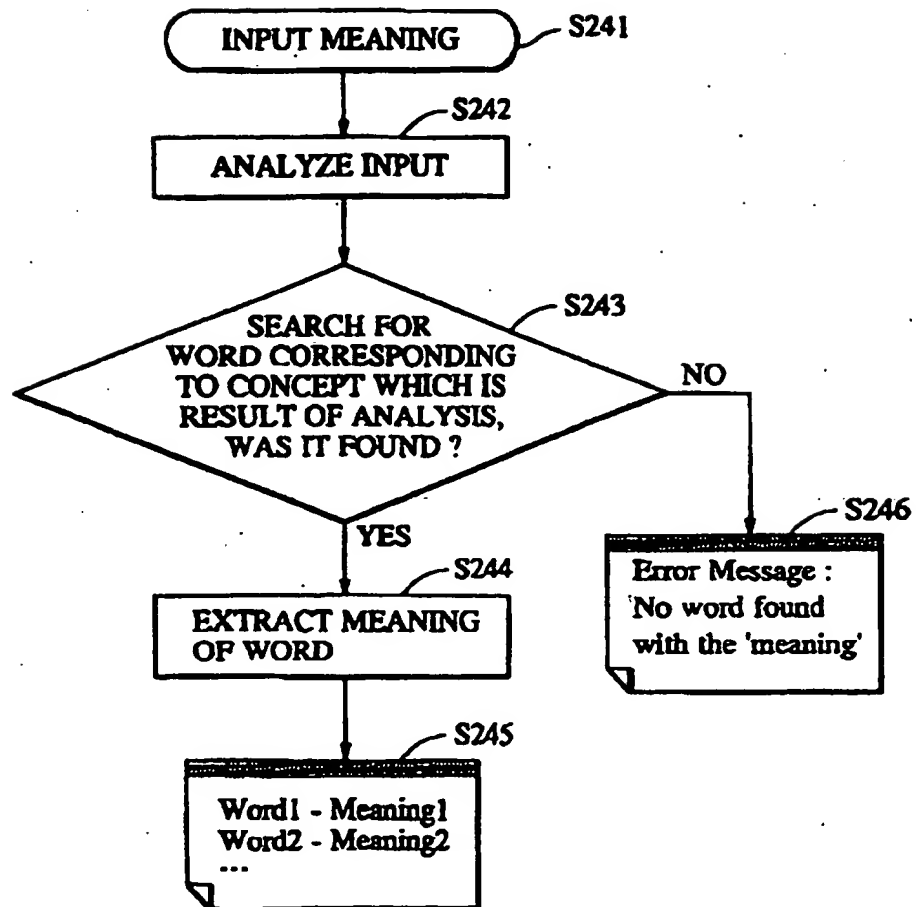 INPUT MEANING
S241
S242
ANALYZE INPUT
S243
SEARCH FOR
WORD CORRESPONDING
TO CONCEPT WHICH IS
RESULT OF ANALYSIS,
WAS IT FOUND ?
NO
YES
S246
Error Message :
'No word found
with the 'meaning'
S244
EXTRACT MEANING
OF WORD
S245
Word1 - Meaning1
Word2 - Meaning2
...